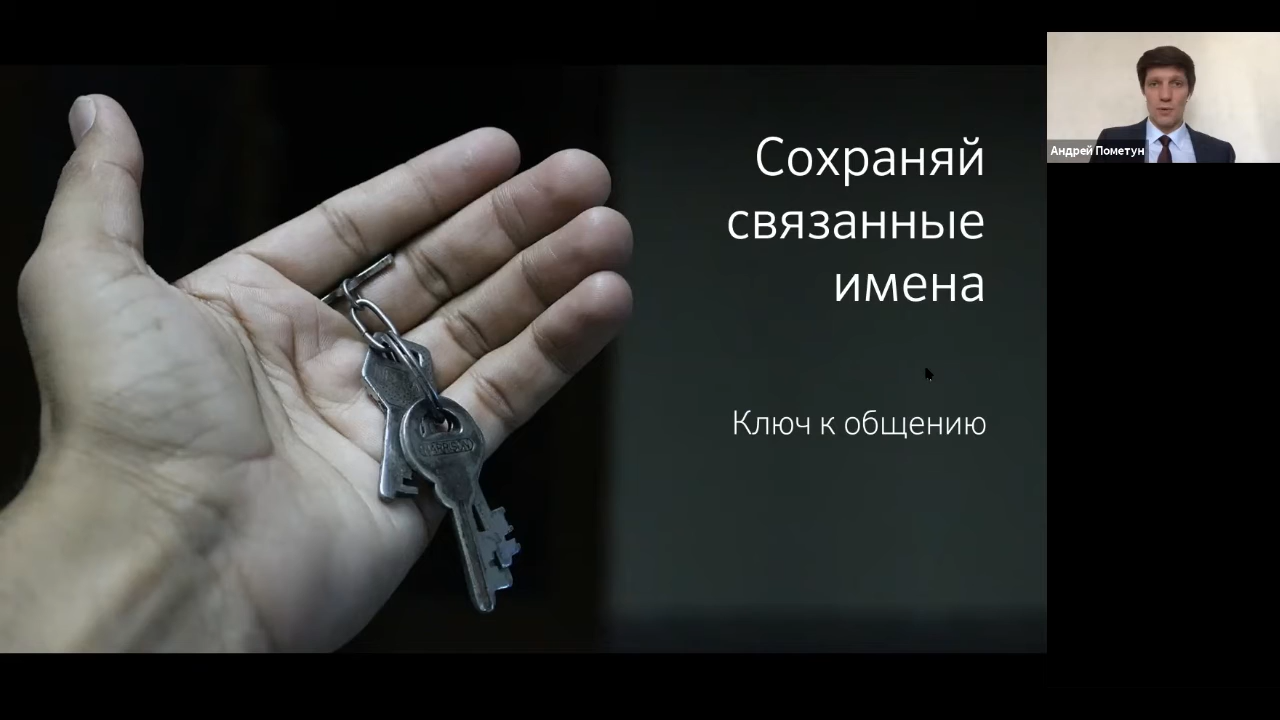 Сохраняй
связанные
имена
Ключ к общению
Андрей Пометун